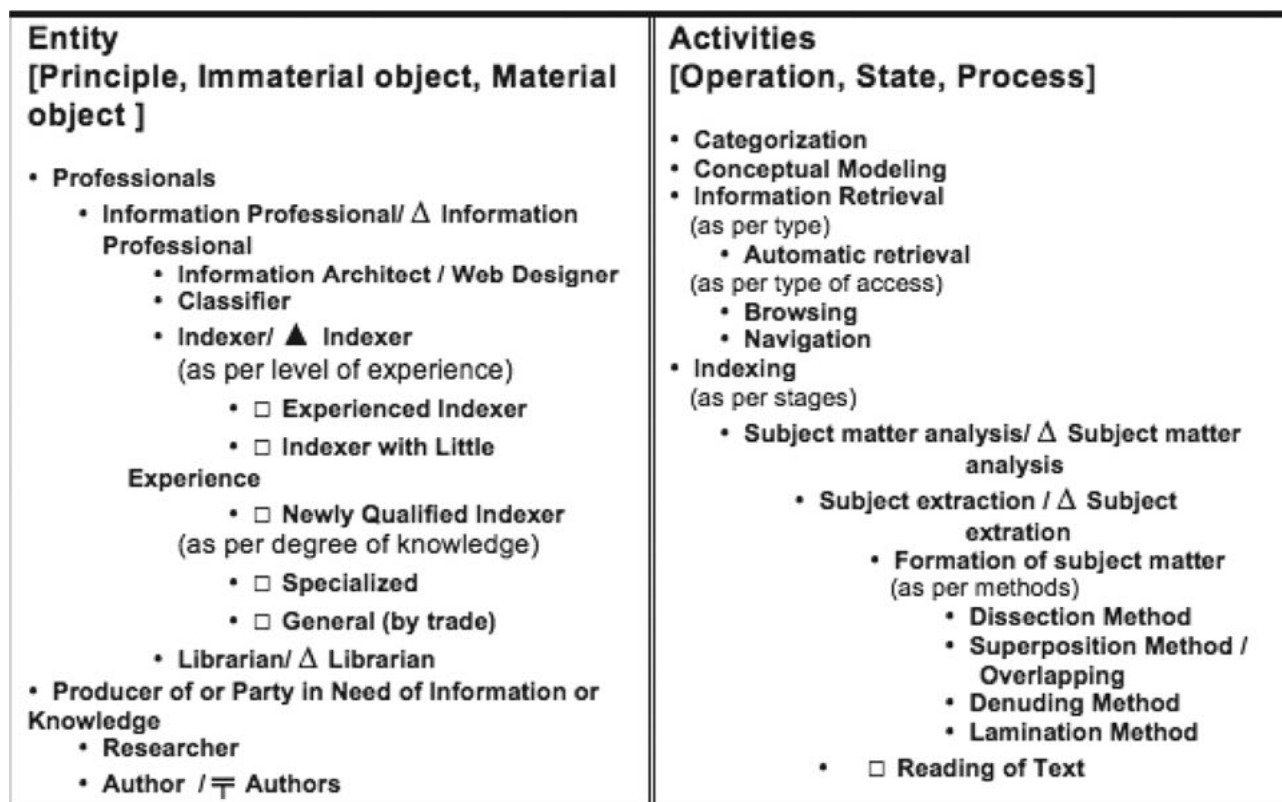 Entity
[Principle, Immaterial object, Material
object ]
• Professionals
• Information Professional/ Δ Information
Professional
• Information Architect / Web Designer
• Classifier
• Indexer/ ▲ Indexer
(as per level of experience)
• □ Experienced Indexer
• □ Indexer with Little
Experience
• □ Newly Qualified Indexer
(as per degree of knowledge)
• □ Specialized
• □ General (by trade)
• Librarian/ Δ Librarian
• Producer of or Party in Need of Information or
Knowledge
• Researcher
• Author / ╤ Authors
Activities
[Operation, State, Process]
• Categorization
• Conceptual Modeling
• Information Retrieval
(as per type)
• Automatic retrieval
(as per type of access)
• Browsing
• Navigation
• Indexing
(as per stages)
• Subject matter analysis/ Δ Subject matter
analysis
• Subject extraction / Δ Subject
extration
• Formation of subject matter
(as per methods)
• Dissection Method
• Superposition Method /
Overlapping
• Denuding Method
• Lamination Method
• □ Reading of Text